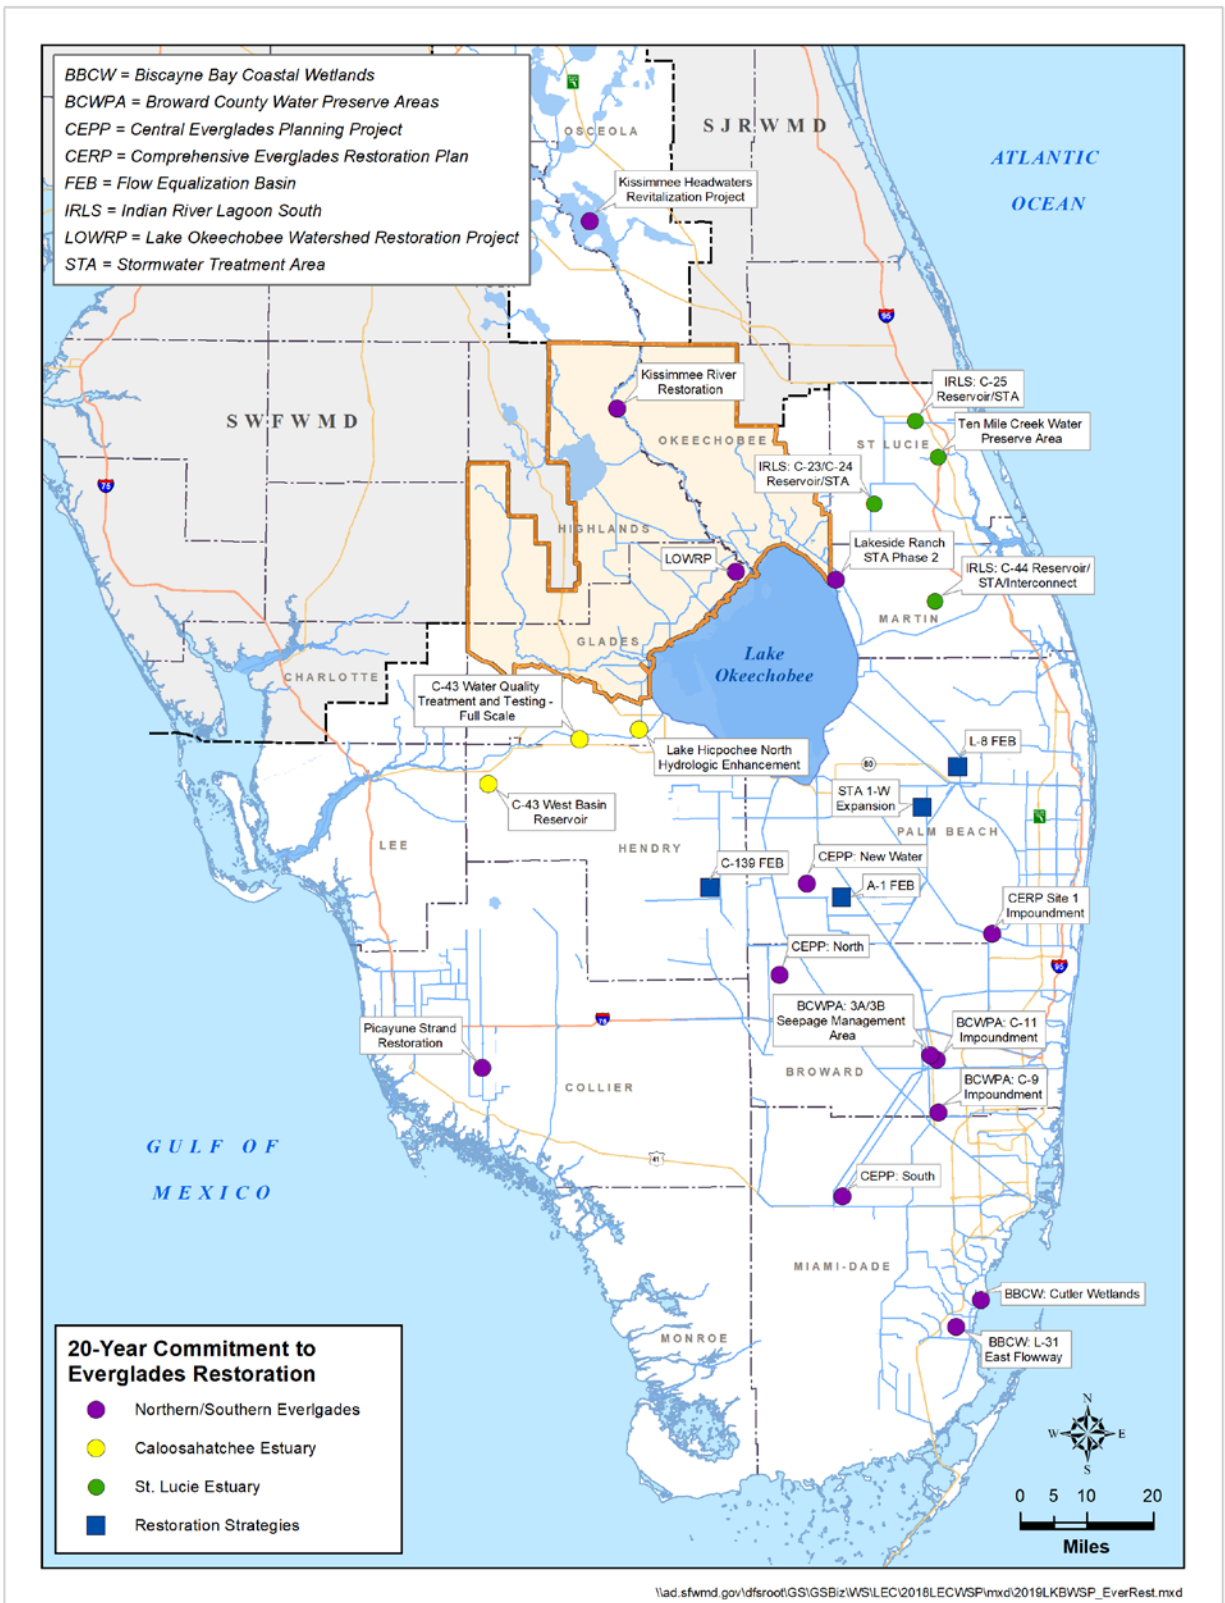 BBCW = Biscayne Bay Coastal Wetlands
BCWPA = Broward County Water Preserve Areas
CEPP = Central Everglades Planning Project
CERP = Comprehensive Everglades Restoration Plan
FEB = Flow Equalization Basin
IRLS = Indian River Lagoon South
LOWRP = Lake Okeechobee Watershed Restoration Project
STA = Stormwater Treatment Area
OSCEOLA
SJRWMD
ATLANTIC
OCEAN
Kissimmee Headwaters
Revitalization Project
95
SWFWMD
75
Kissimmee River
Restoration
OKEECHOBEE
IRLS: C-25
Reservoir/STA
ST LUCIE
Ten Mile Creek Water
Preserve Area
IRLS: C-23/C-24
Reservoir/STA
HIGHLANDS
LOWRP
Lakeside Ranch
STA Phase 2
IRLS: C-44 Reservoir/
STA/Interconnect
MARTIN
GLADES
Lake
Okeechobee
CHARLOTTE
C-43 Water Quality
Treatment and Testing -
Full Scale
Lake Hicpochee North
Hydrologic Enhancement
L-8 FEB
80
STA 1-W
Expansion
C-43 West Basin
Reservoir
PALM BEACH
LEE
HENDRY
C-139 FEB
CEPP: New Water
A-1 FEB
CERP Site 1
Impoundment
CEPP: North
95
BCWPA: 3A/3B
Seepage Management
Area
75
BCWPA: C-11
Impoundment
Picayune Strand
Restoration
COLLIER
BROWARD
BCWPA: C-9
Impoundment
GULF OF
MEXICO
41
CEPP: South
MIAMI-DADE
BBCW: Cutler Wetlands
MONROE
BBCW: L-31
East Flowway
20-Year Commitment to
Everglades Restoration
Northern/Southern Everlgades
Caloosahatchee Estuary
St. Lucie Estuary
Restoration Strategies
N
W E
S
0 5 10 20
Miles
\\ad.sfwmd.gov\dfsroot\GS\GSBiz\WS\LEC\2018LECWSP\mxd\2019LKBWSP_EverRest.mxd